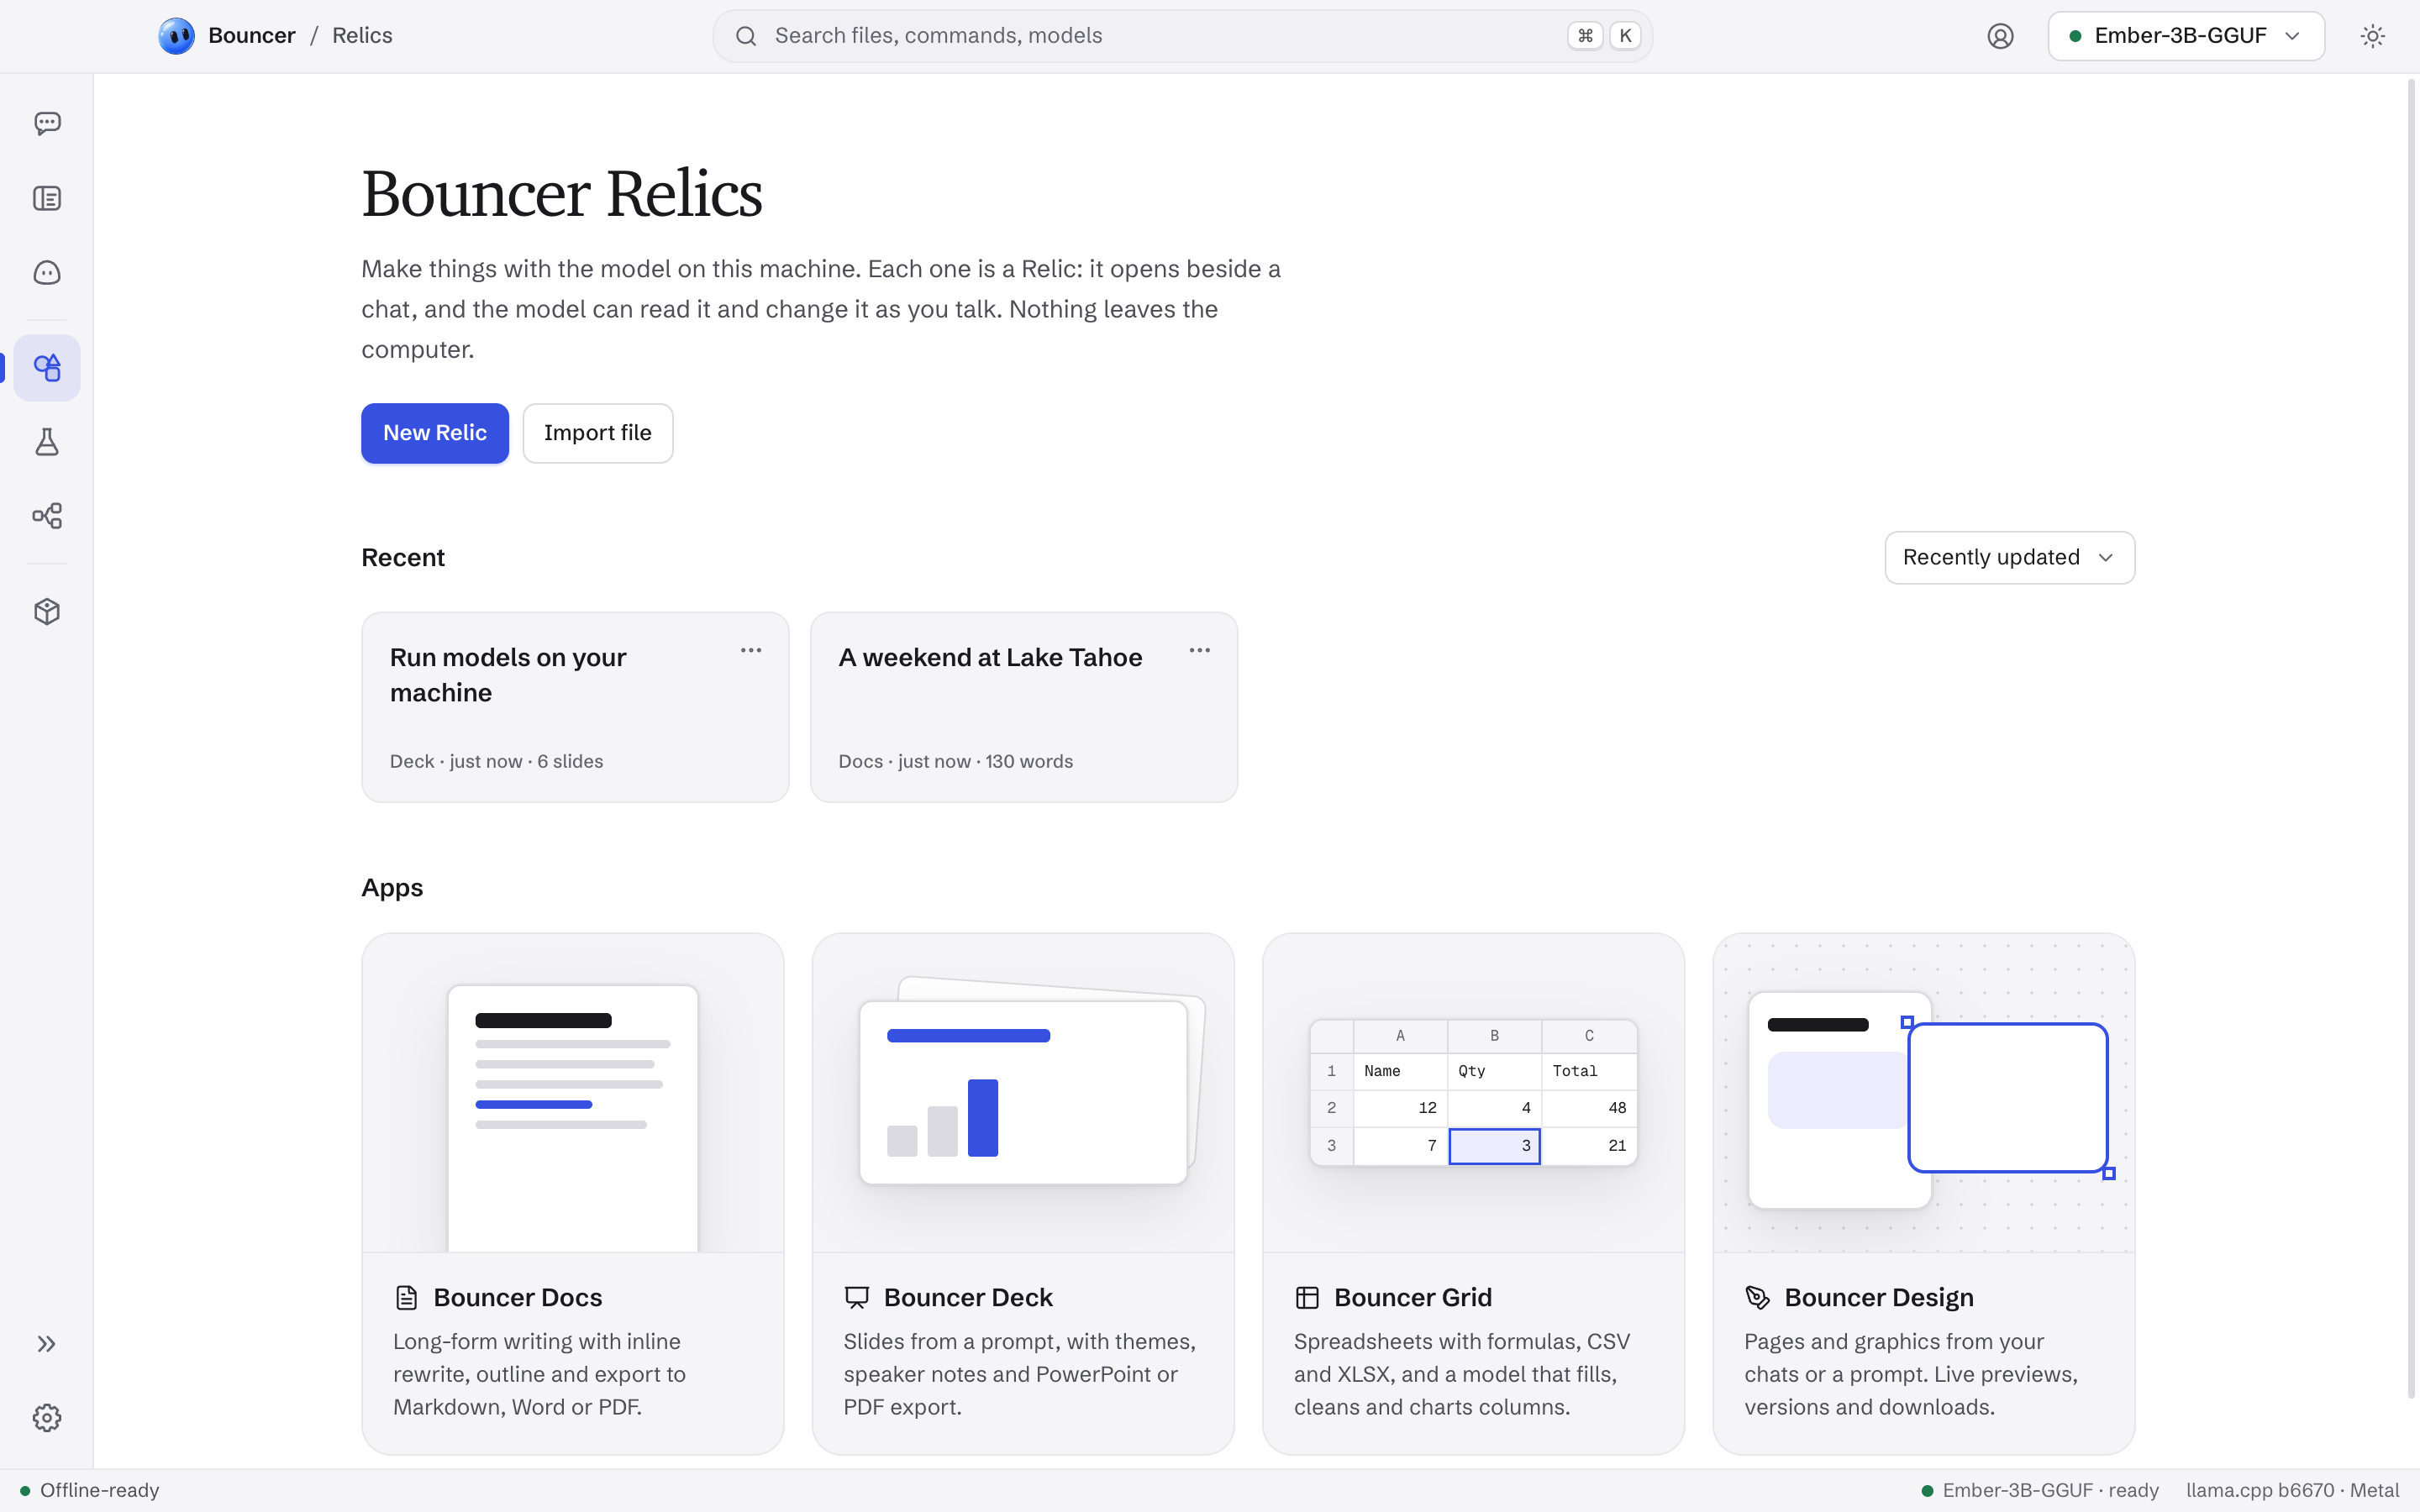 Bouncer / Relics
Search files, commands, models
⌘ K
Ember-3B-GGUF
Bouncer Relics
Make things with the model on this machine. Each one is a Relic: it opens beside a
chat, and the model can read it and change it as you talk. Nothing leaves the
computer.
New Relic
Import file
Recent
Recently updated
Run models on your
machine
Deck · just now · 6 slides
A weekend at Lake Tahoe
Docs · just now · 130 words
Apps
A B C
1 Name Qty Total
2 12 4 48
3 7 3 21
Bouncer Docs
Long-form writing with inline
rewrite, outline and export to
Markdown, Word or PDF.
Bouncer Deck
Slides from a prompt, with themes,
speaker notes and PowerPoint or
PDF export.
Bouncer Grid
Spreadsheets with formulas, CSV
and XLSX, and a model that fills,
cleans and charts columns.
Bouncer Design
Pages and graphics from your
chats or a prompt. Live previews,
versions and downloads.
Offline-ready
Ember-3B-GGUF · ready
llama.cpp b6670 · Metal